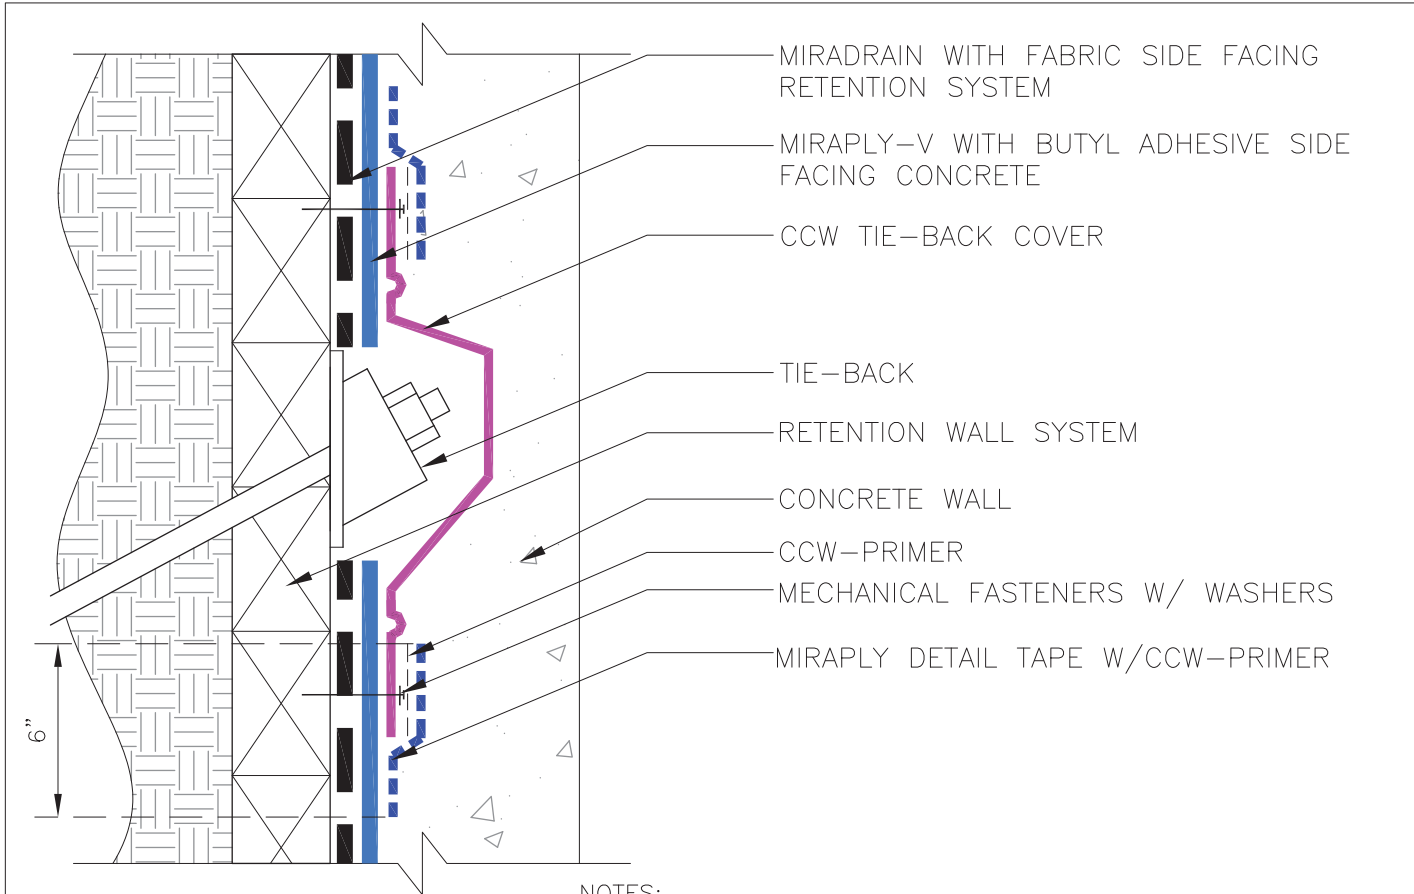 MIRADRAIN WITH FABRIC SIDE FACING
RETENTION SYSTEM
MIRAPLY-V WITH BUTYL ADHESIVE SIDE
FACING CONCRETE
CCW TIE-BACK COVER
TIE-BACK
RETENTION WALL SYSTEM
CONCRETE WALL
CCW-PRIMER
MECHANICAL FASTENERS W/ WASHERS
MIRAPLY DETAIL TAPE W/CCW-PRIMER
6"
NOTES: